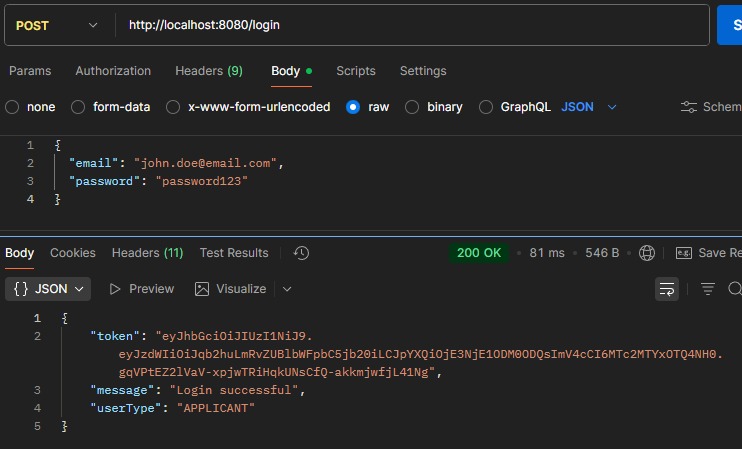 POST http://localhost:8080/login S
Params Authorization Headers (9) Body Scripts Settings
none form-data x-www-form-urlencoded raw binary GraphQL JSON Schem
1 {
2 "email": "john.doe@email.com",
3 "password": "password123"
4 }
Body Cookies Headers (11) Test Results 200 OK 81 ms 546 B e.g. Save Re
{} JSON Preview Visualize
1 {
2 "token": "eyJhbGciOiJIUzI1NiJ9.
eyJzdWIiOiJqb2huLmRvZUBlbWFpbC5jb20iLCJpYXQiOjE3NjE1ODM0ODQsImV4cCI6MTc2MTYxOTQ4NH0.
gqVPtEZ2lVaV-xpjwTRiHqkUNsCfQ-akkmjwfjL41Ng",
3 "message": "Login successful",
4 "userType": "APPLICANT"
5 }